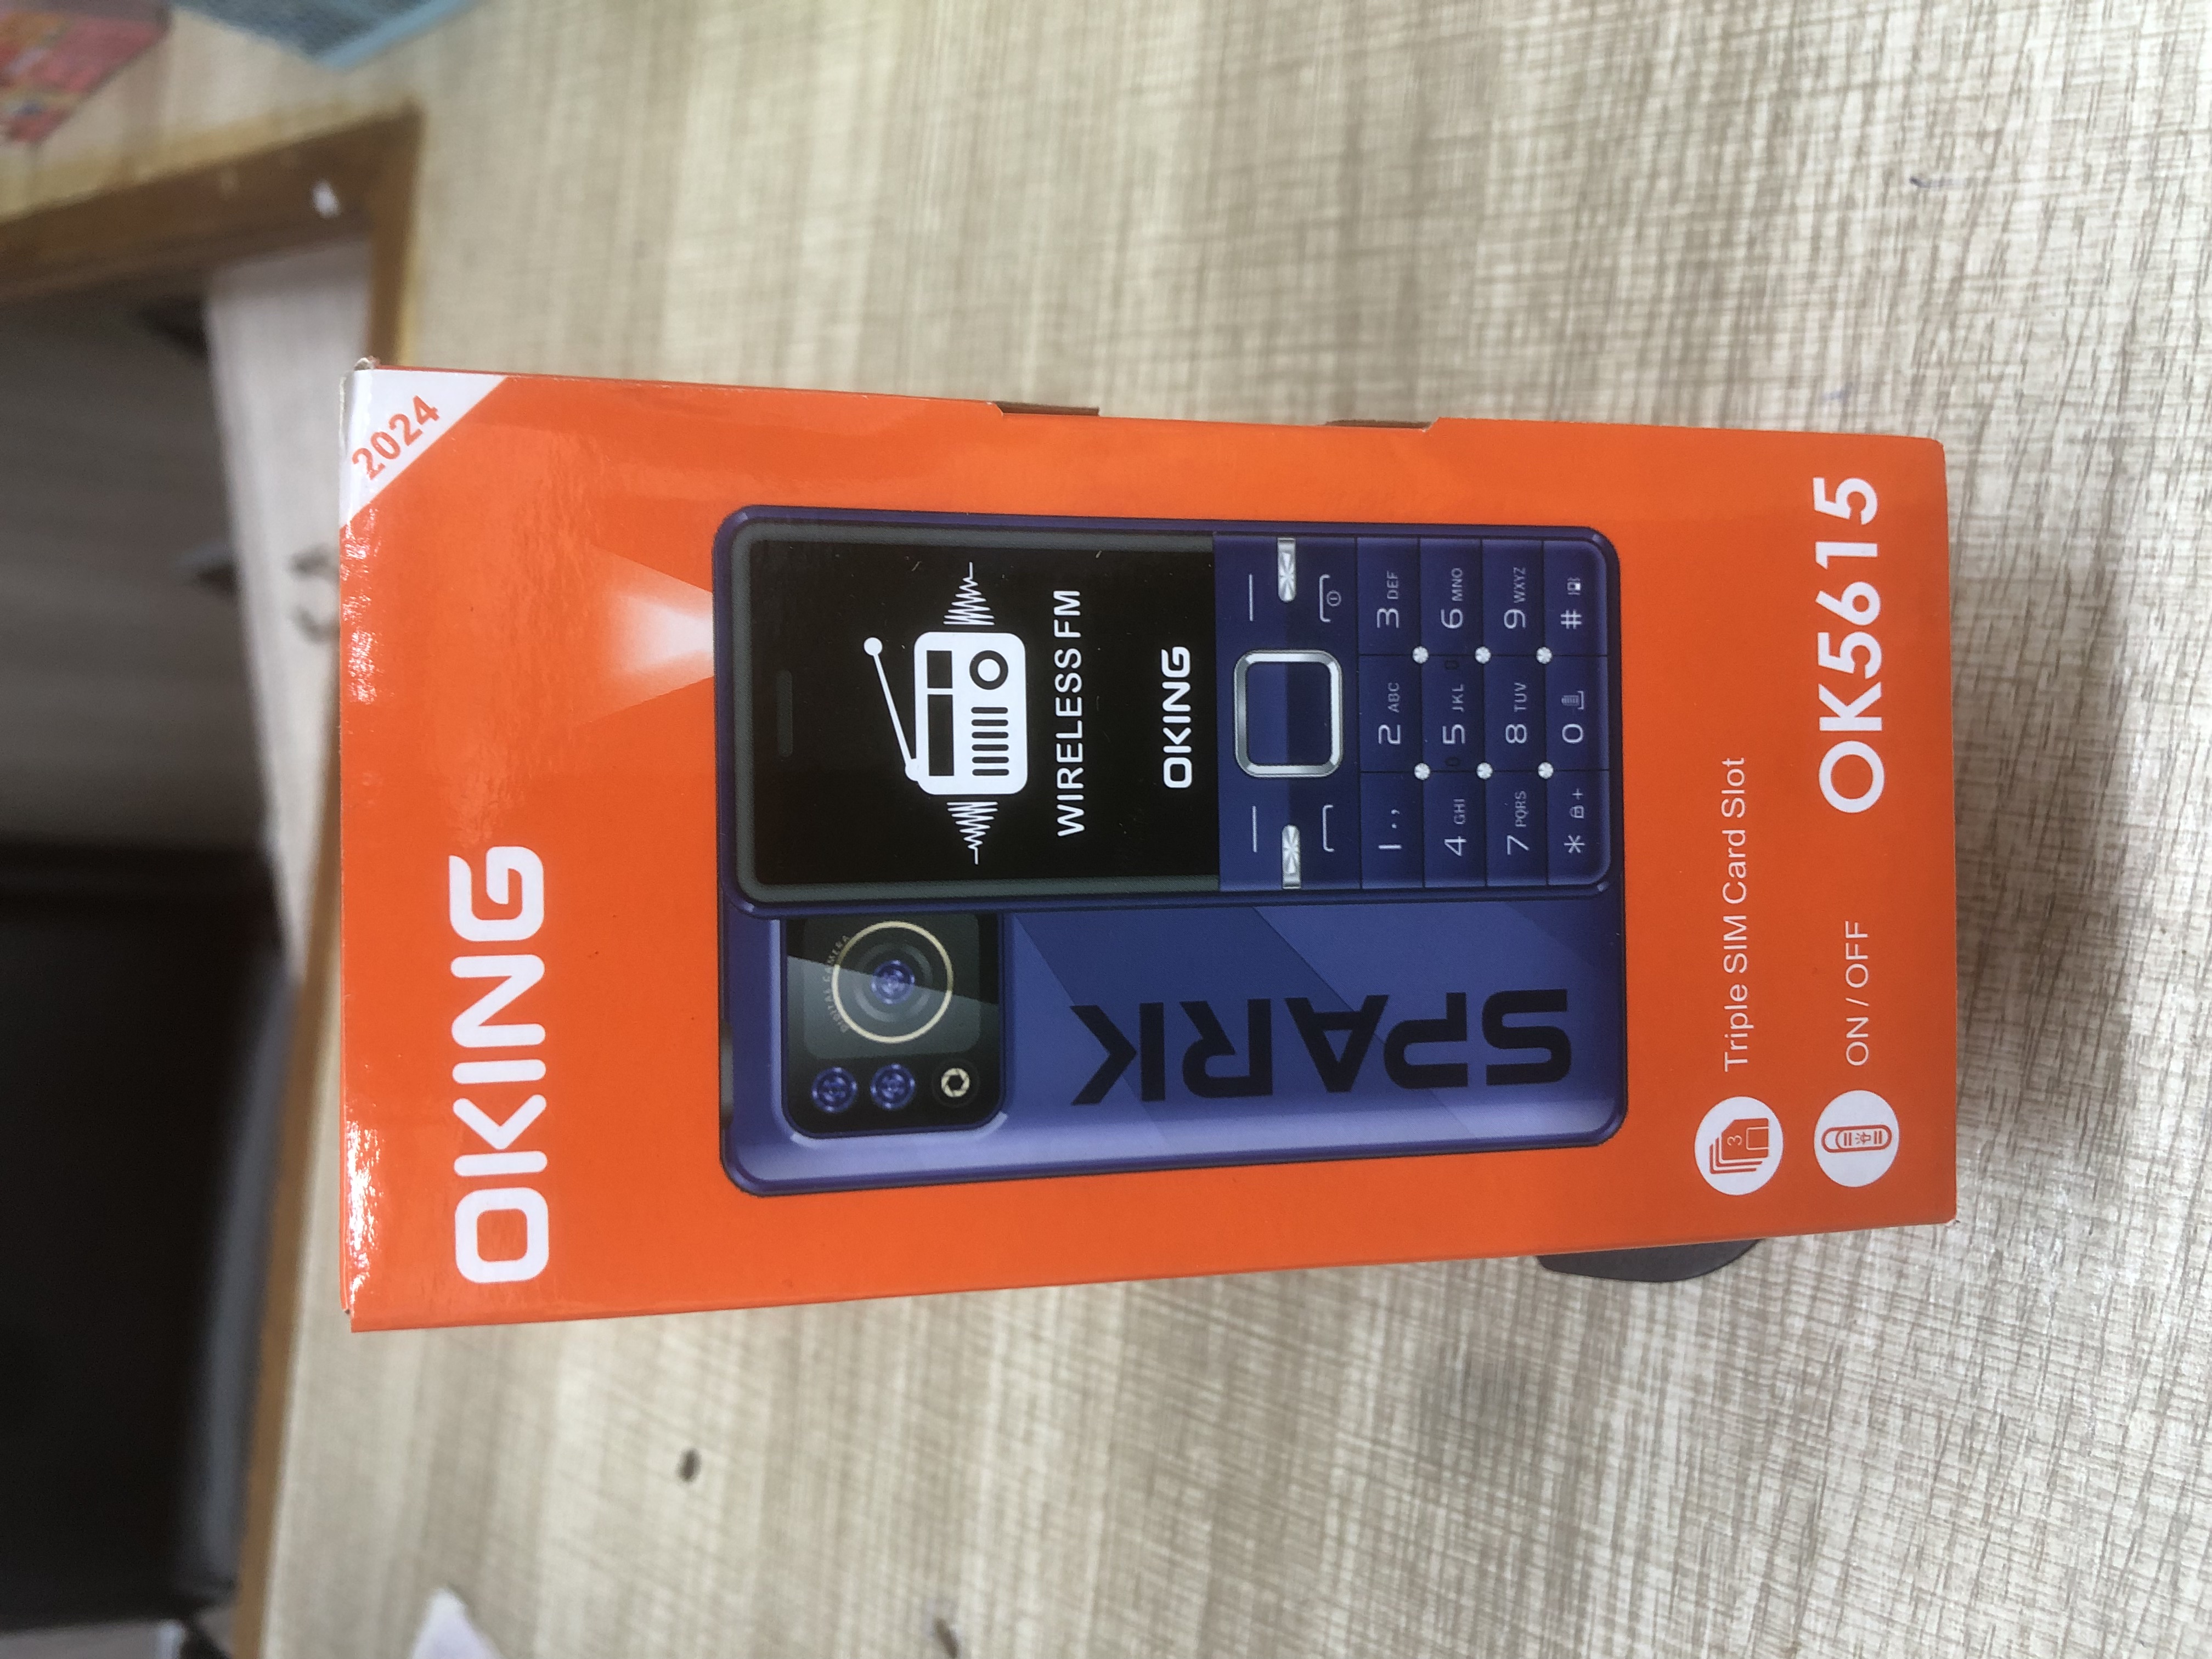 2024
OKING
DIGITAL CAMERA
WIRELESS FM
OKING
SPARK
1 . ,
2 ABC
3 DEF
4 GHI
5 JKL
6 MNO
7 PQRS
8 TUV
9 WXYZ
* +
0
#
3
Triple SIM Card Slot
ON / OFF
OK5615